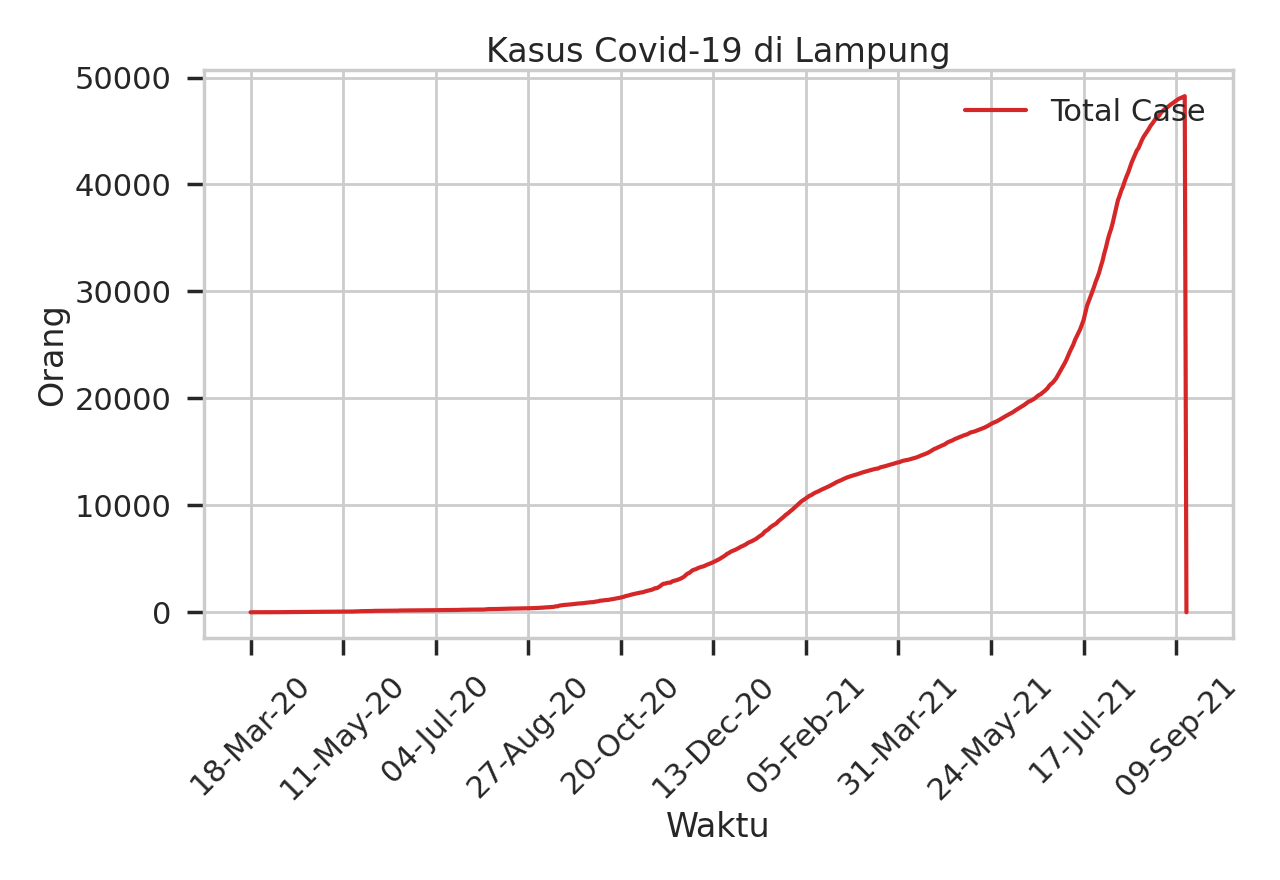 Kasus Covid-19 di Lampung
Total Case
Orang
50000
40000
30000
20000
10000
0
18-Mar-20
11-May-20
04-Jul-20
27-Aug-20
20-Oct-20
13-Dec-20
05-Feb-21
31-Mar-21
24-May-21
17-Jul-21
09-Sep-21
Waktu